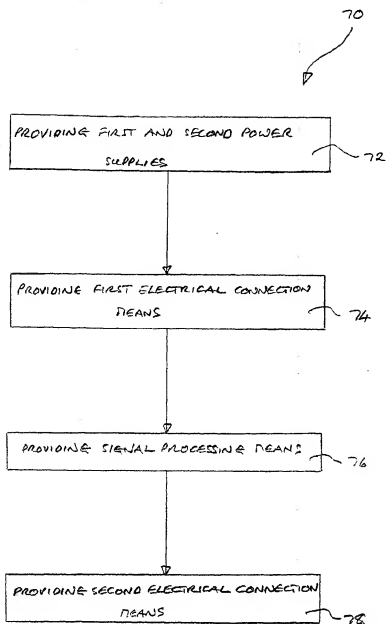 70
PROVIDING FIRST AND SECOND POWER
SUPPLIES
72
PROVIDING FIRST ELECTRICAL CONNECTION
MEANS
74
PROVIDING SIGNAL PROCESSING MEANS
76
PROVIDING SECOND ELECTRICAL CONNECTION
MEANS
78